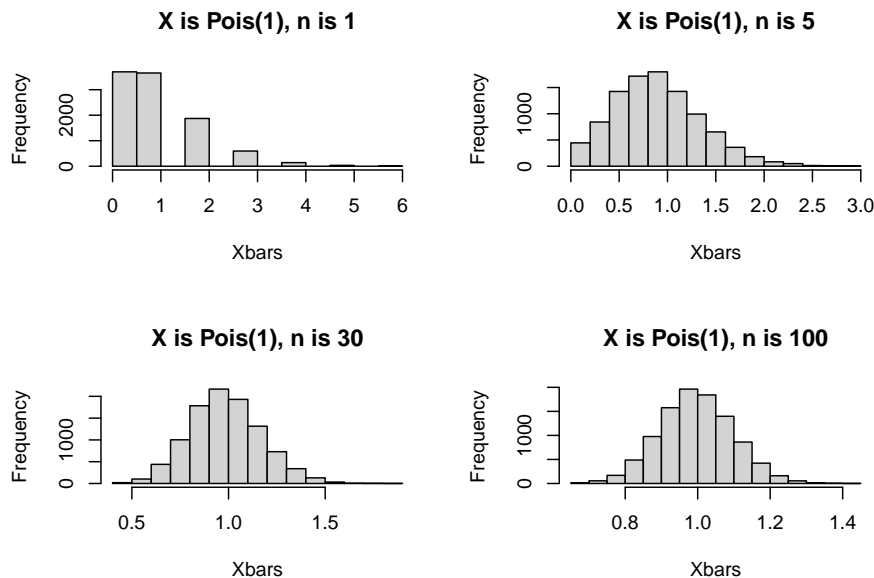 X is Pois(1), n is 1
Frequency
0 2000
0 1 2 3 4 5 6
Xbars
X is Pois(1), n is 5
Frequency
0 1000
0.0 0.5 1.0 1.5 2.0 2.5 3.0
Xbars
X is Pois(1), n is 30
Frequency
0 1000
0.5 1.0 1.5
Xbars
X is Pois(1), n is 100
Frequency
0 1000
0.8 1.0 1.2 1.4
Xbars